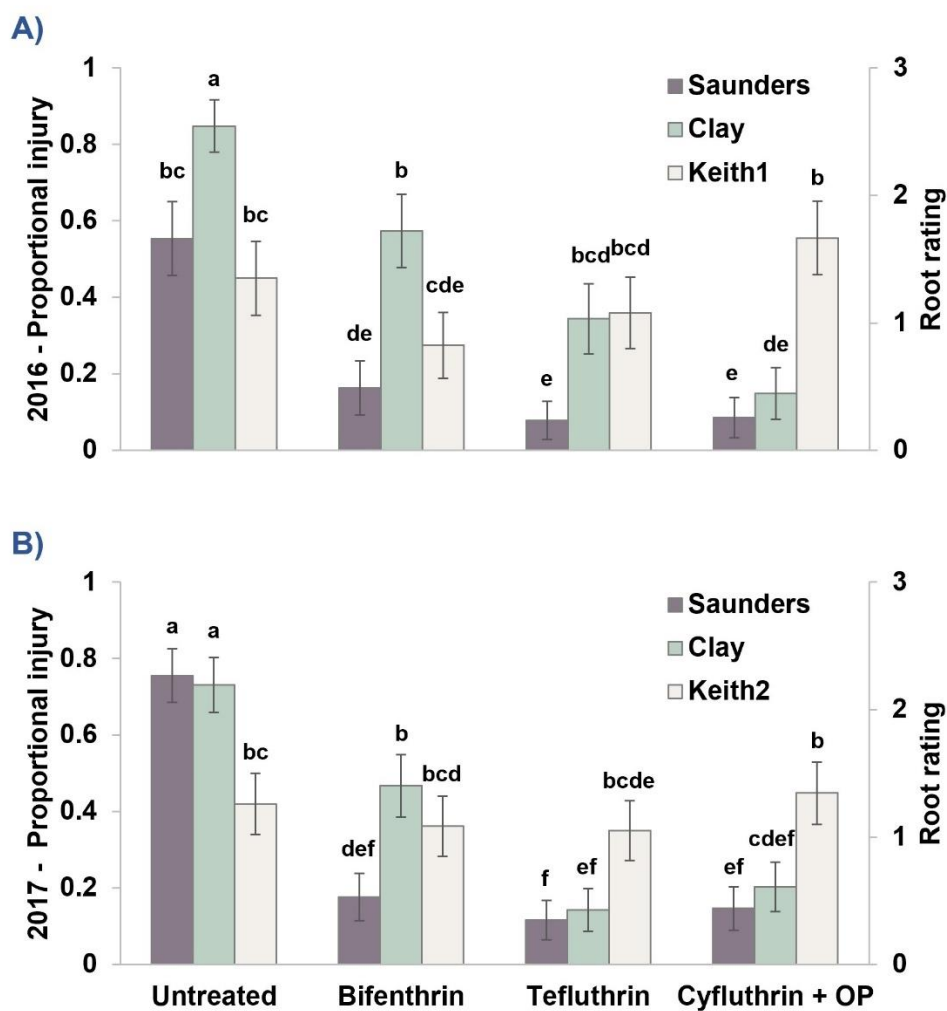 A)
2016 - Proportional injury
1
0.8
0.6
0.4
0.2
0
bc
a
bc
de
b
cde
e
bcd
bcd
e
de
b
Saunders
Clay
Keith1
3
2
1
0
Root rating
B)
2017 - Proportional injury
1
0.8
0.6
0.4
0.2
0
a
a
bc
def
b
bcd
f
ef
bcde
ef
cdef
b
Saunders
Clay
Keith2
3
2
1
0
Root rating
Untreated Bifenthrin Tefluthrin Cyfluthrin + OP